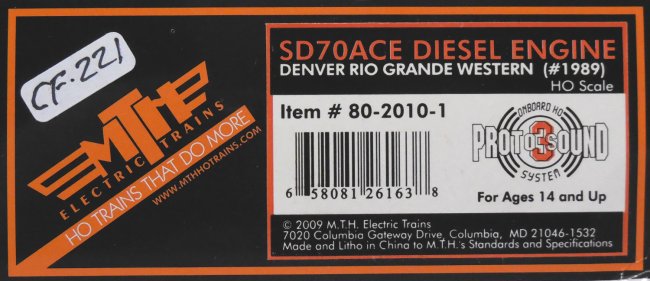 CF-221
MTH
ELECTRIC TRAINS
HO TRAINS THAT DO MORE
WWW.MTHHOTRAINS.COM
SD70ACE DIESEL ENGINE
DENVER RIO GRANDE WESTERN (#1989)
HO Scale
Item # 80-2010-1
6 58081 26163 8
ONBOARD HO
PROTO 3 SOUND
SYSTEM
For Ages 14 and Up
© 2009 M.T.H. Electric Trains
7020 Columbia Gateway Drive, Columbia, MD 21046-1532
Made and Litho in China to M.T.H.'s Standards and Specifications